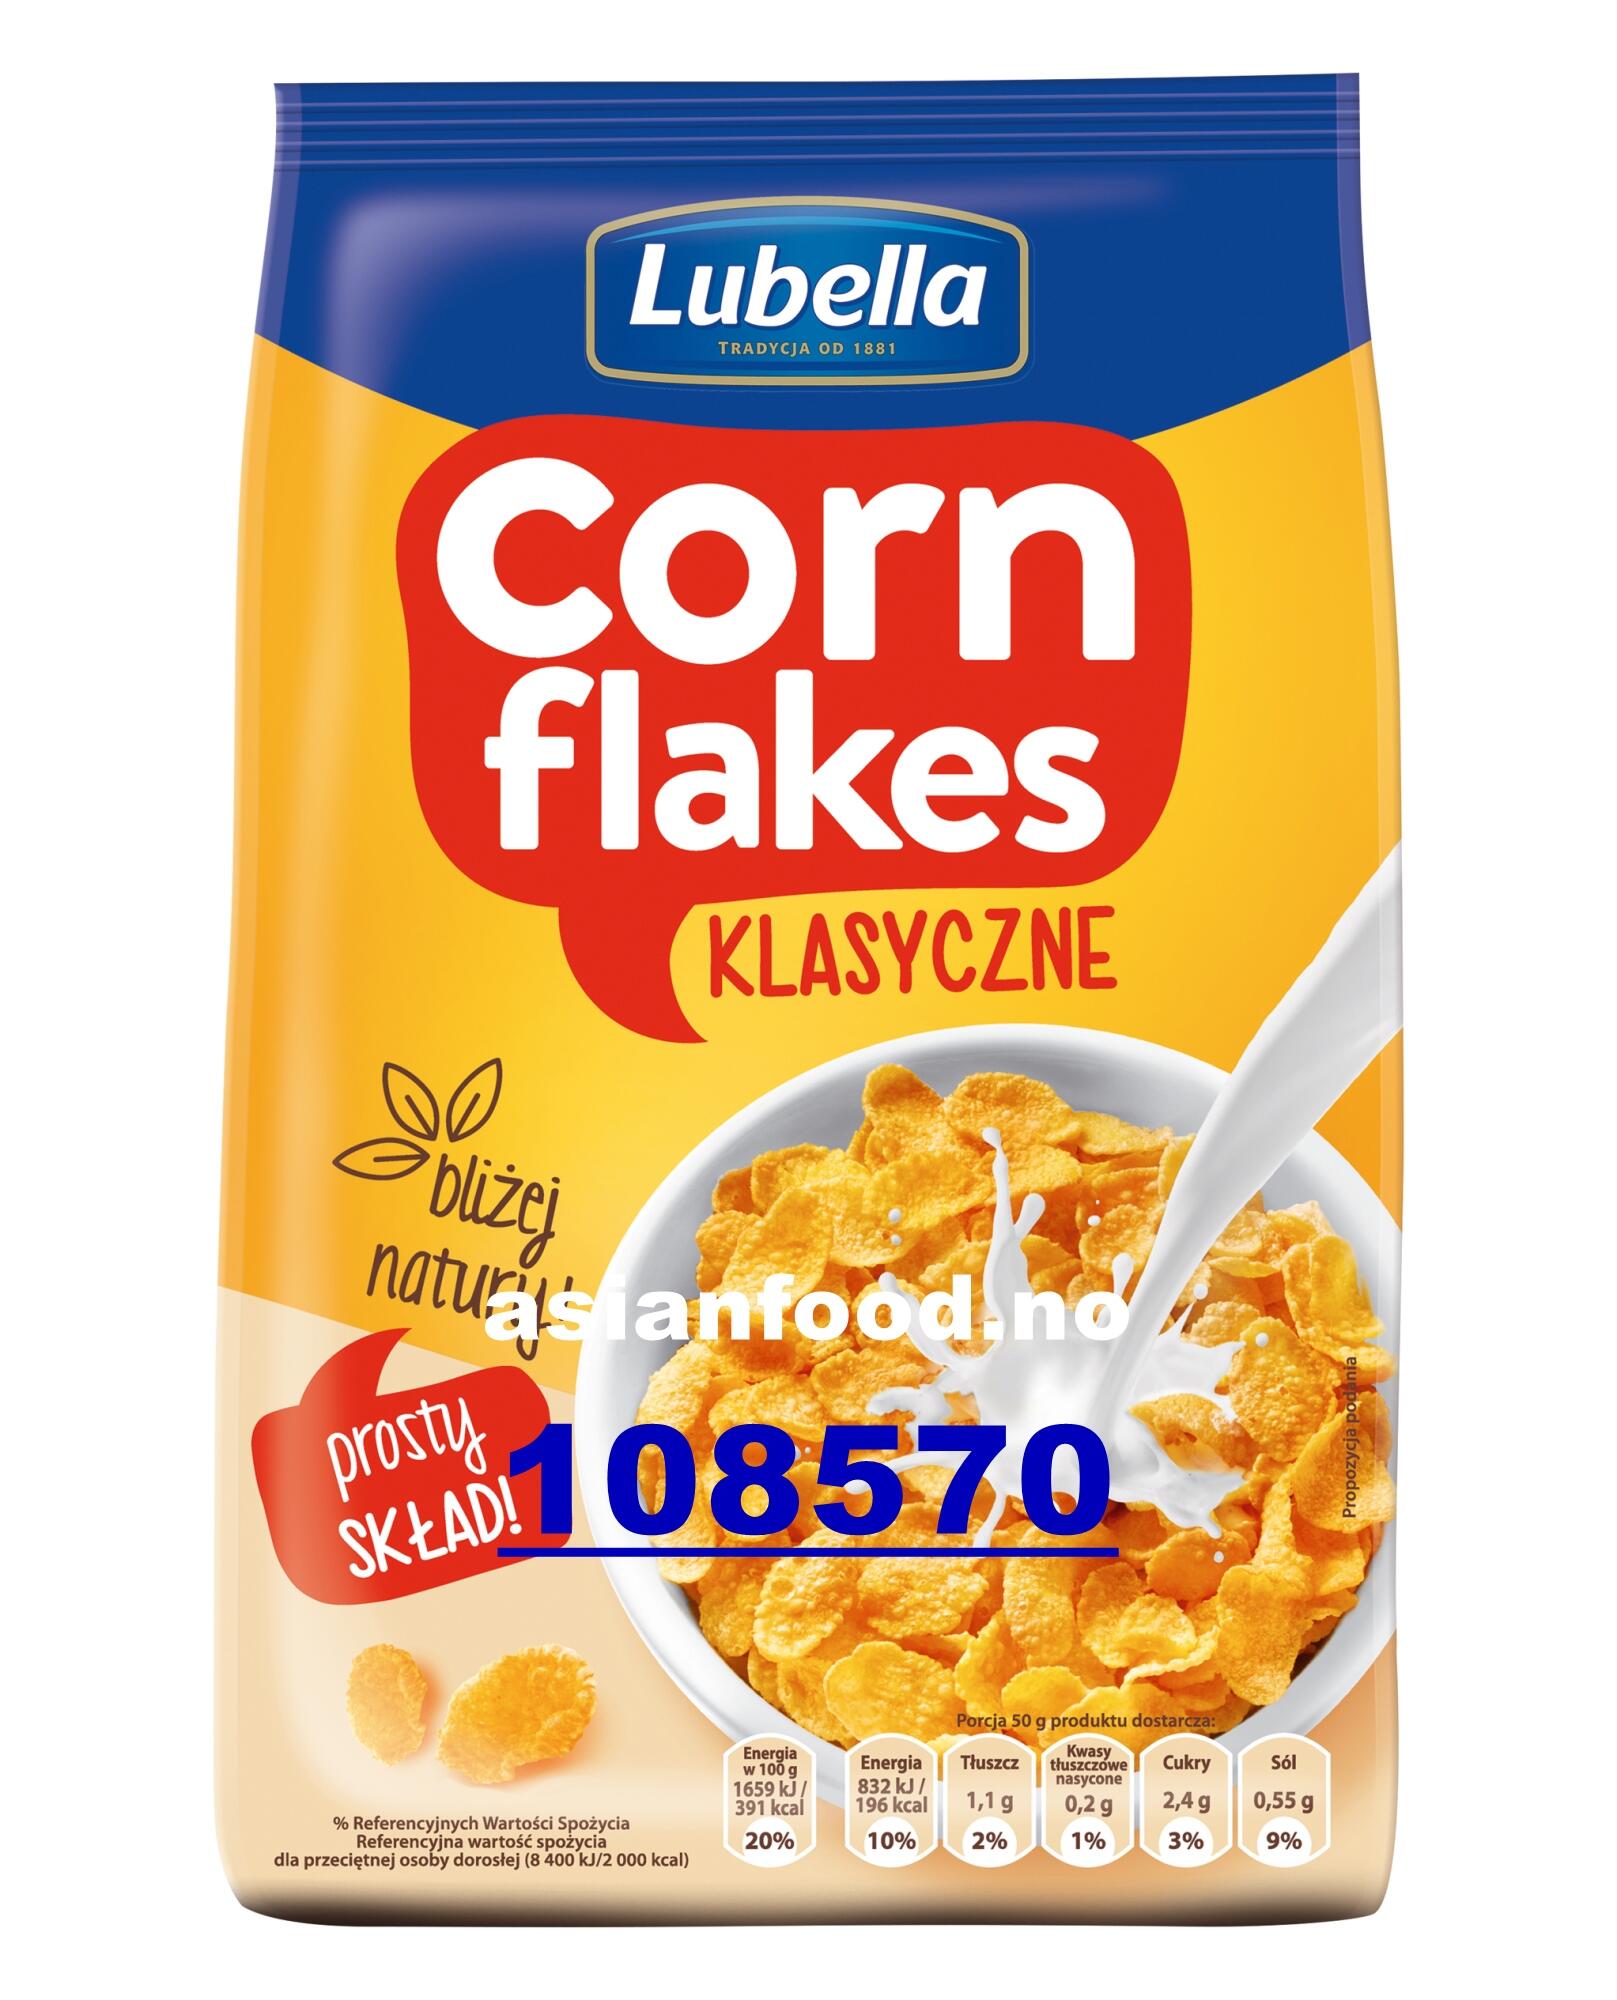 Lubella
TRADYCJA OD 1881
corn
flakes
KLASYCZNE
bliżej
natury!
asianfood.no
prosty
SKŁAD!
108570
Propozycja podania
Porcja 50 g produktu dostarcza:
Energia w 100 g 1659 kJ / 391 kcal 20%
Energia 832 kJ / 196 kcal 10%
Tłuszcz 1,1 g 2%
Kwasy tłuszczowe nasycone 0,2 g 1%
Cukry 2,4 g 3%
Sól 0,55 g 9%
% Referencyjnych Wartości Spożycia
Referencyjna wartość spożycia
dla przeciętnej osoby dorosłej (8 400 kJ/2 000 kcal)